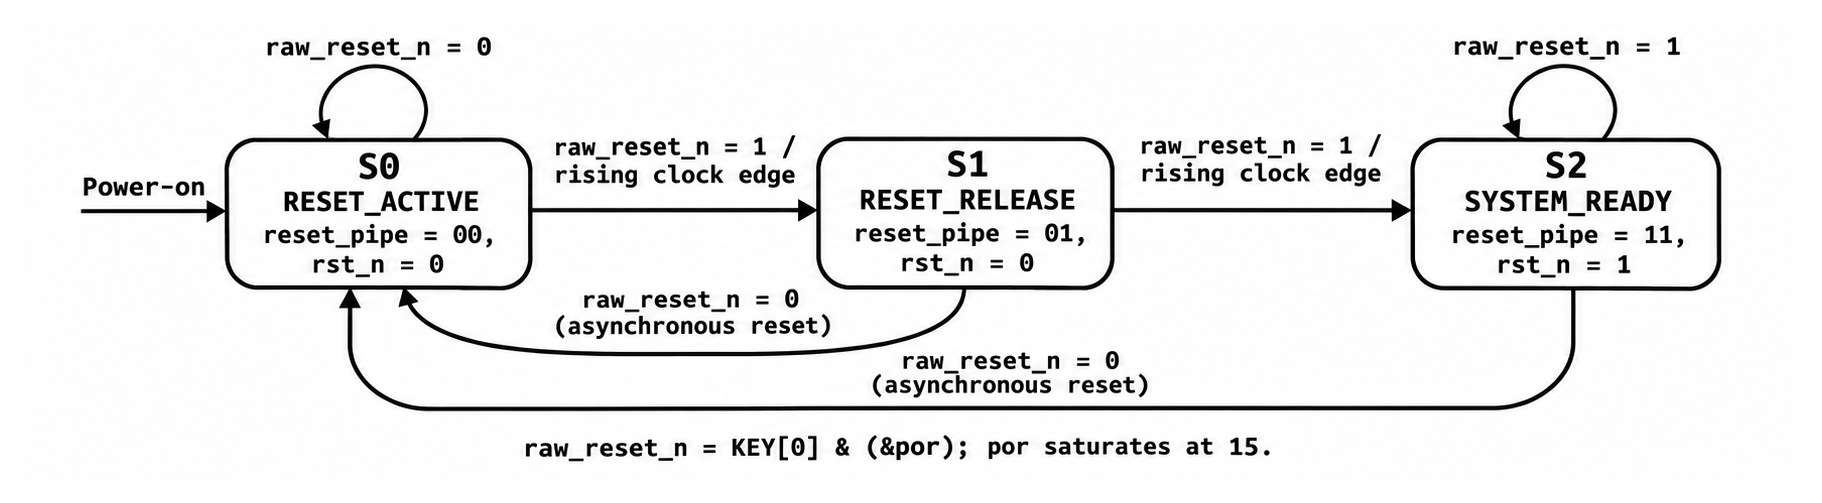 raw_reset_n = 0
raw_reset_n = 1
Power-on
S0
RESET_ACTIVE
reset_pipe = 00,
rst_n = 0
raw_reset_n = 1 /
rising clock edge
S1
RESET_RELEASE
reset_pipe = 01,
rst_n = 0
raw_reset_n = 1 /
rising clock edge
S2
SYSTEM_READY
reset_pipe = 11,
rst_n = 1
raw_reset_n = 0
(asynchronous reset)
raw_reset_n = 0
(asynchronous reset)
raw_reset_n = KEY[0] & (&por); por saturates at 15.